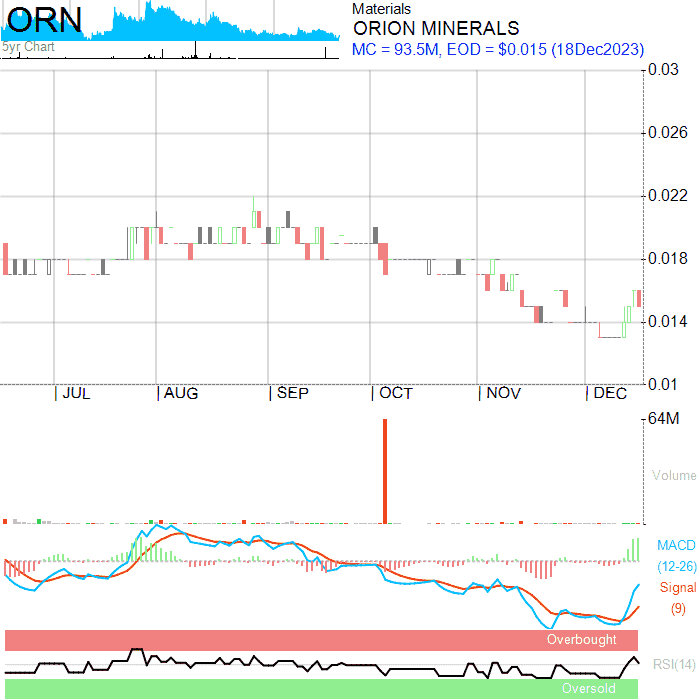 ORN
5yr Chart
Materials
ORION MINERALS
MC = 93.5M, EOD = $0.015 (18Dec2023)
0.03
0.026
0.022
0.018
0.014
0.01
JUL AUG SEP OCT NOV DEC
64M
Volume
MACD
(12-26)
Signal
(9)
Overbought
RSI(14)
Oversold